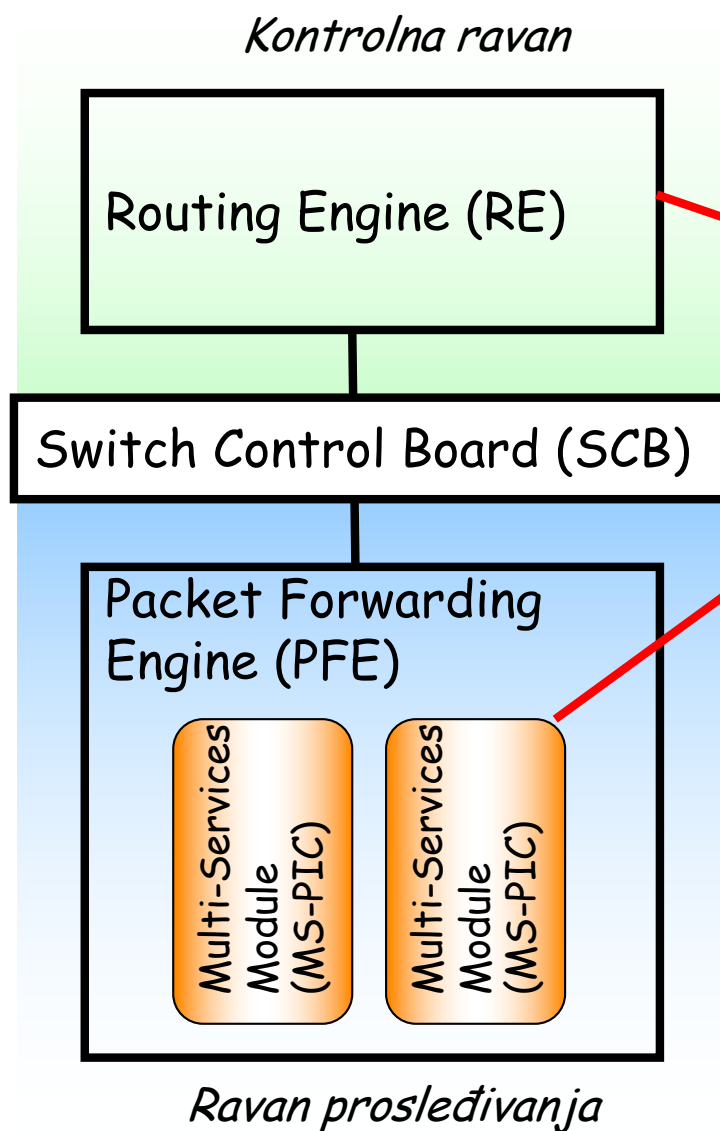 Kontrolna ravan
Routing Engine (RE)
Switch Control Board (SCB)
Packet Forwarding
Engine (PFE)
Multi-Services
Module
(MS-PIC)
Multi-Services
Module
(MS-PIC)
Ravan prosleđivanja